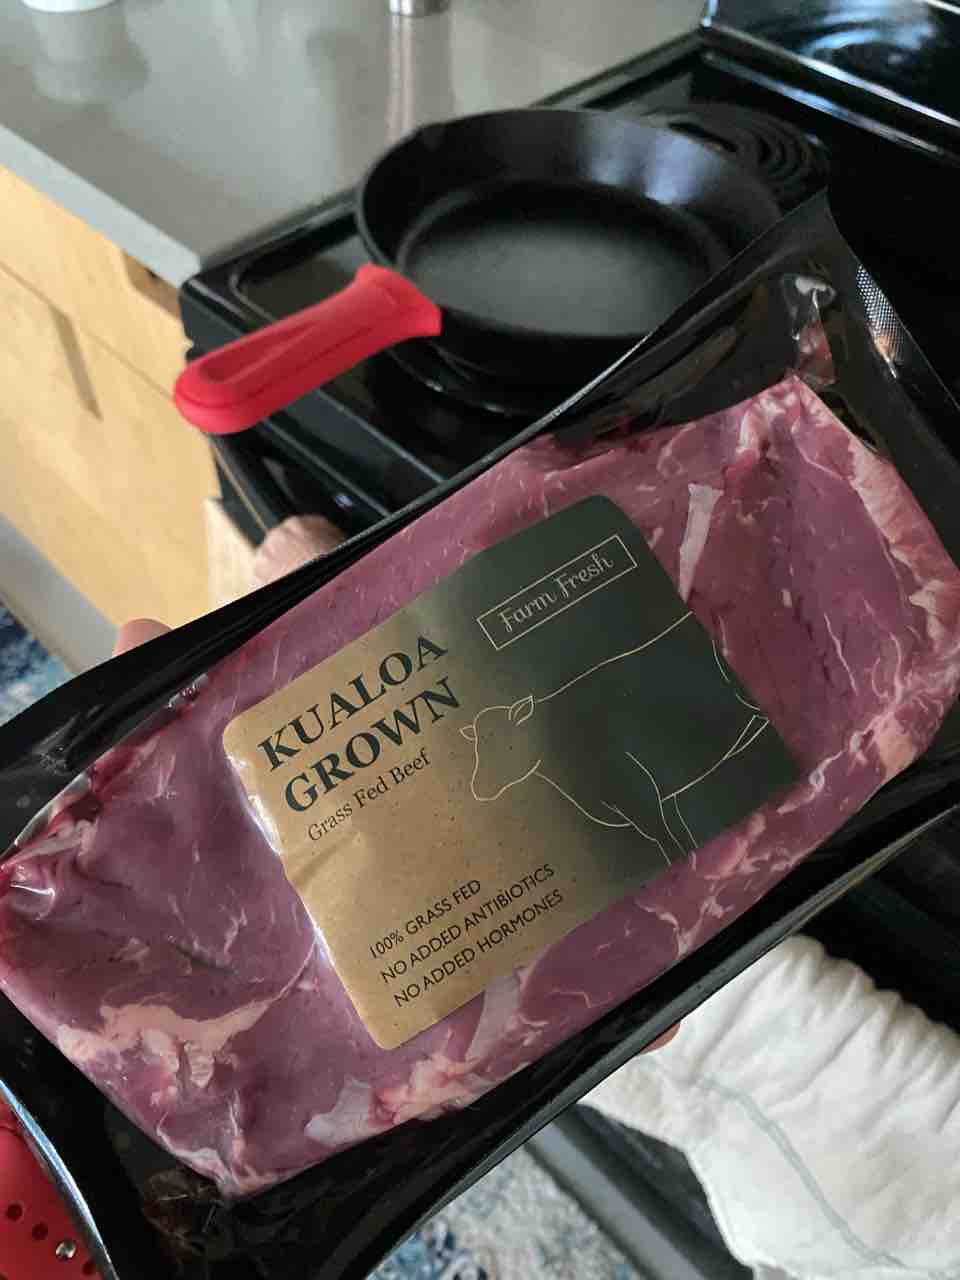 Farm Fresh
KUALOA
GROWN
Grass Fed Beef
100% GRASS FED
NO ADDED ANTIBIOTICS
NO ADDED HORMONES